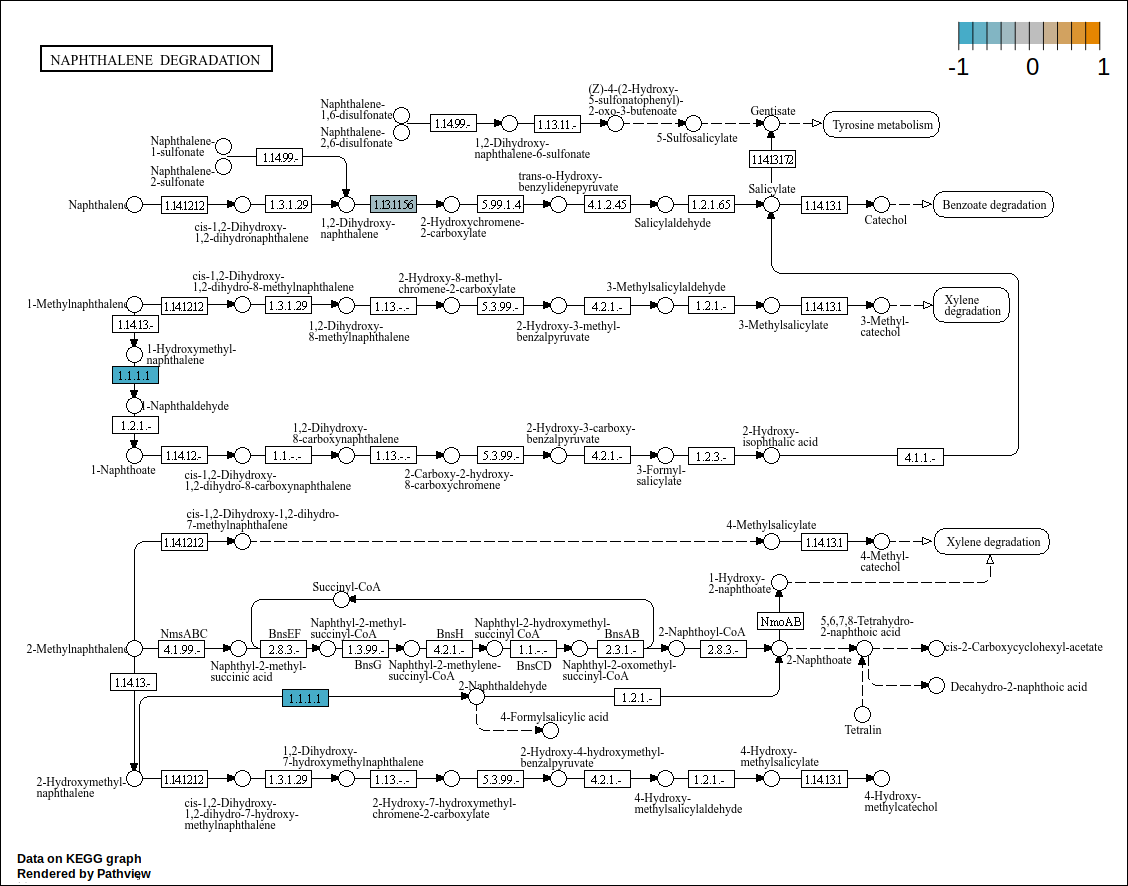 -1 0 1
NAPHTHALENE DEGRADATION
Naphthalene-
1,6-disulfonate
Naphthalene-
2,6-disulfonate
1.14.99.-
1,2-Dihydroxy-
naphthalene-6-sulfonate
1.13.11.-
(Z)-4-(2-Hydroxy-
5-sulfonatophenyl)-
2-oxo-3-butenoate
5-Sulfosalicylate
Gentisate
Tyrosine metabolism
Naphthalene-
1-sulfonate
Naphthalene-
2-sulfonate
1.14.99.-
1.14.13.172
Naphthalene
1.14.12.12
cis-1,2-Dihydroxy-
1,2-dihydronaphthalene
1.3.1.29
1,2-Dihydroxy-
naphthalene
1.13.11.56
2-Hydroxychromene-
2-carboxylate
5.99.1.4
trans-o-Hydroxy-
benzylidenepyruvate
4.1.2.45
Salicylaldehyde
1.2.1.65
Salicylate
1.14.13.1
Catechol
Benzoate degradation
1-Methylnaphthalene
1.14.12.12
cis-1,2-Dihydroxy-
1,2-dihydro-8-methylnaphthalene
1.3.1.29
1,2-Dihydroxy-
8-methylnaphthalene
1.13.-.-
2-Hydroxy-8-methyl-
chromene-2-carboxylate
5.3.99.-
2-Hydroxy-3-methyl-
benzalpyruvate
4.2.1.-
3-Methylsalicylaldehyde
1.2.1.-
3-Methylsalicylate
1.14.13.1
3-Methyl-
catechol
Xylene
degradation
1.14.13.-
1-Hydroxymethyl-
naphthalene
1.1.1.1
1-Naphthaldehyde
1.2.1.-
1-Naphthoate
1.14.12.-
cis-1,2-Dihydroxy-
1,2-dihydro-8-carboxynaphthalene
1.1.-.-
1,2-Dihydroxy-
8-carboxynaphthalene
1.13.-.-
2-Carboxy-2-hydroxy-
8-carboxychromene
5.3.99.-
2-Hydroxy-3-carboxy-
benzalpyruvate
4.2.1.-
3-Formyl-
salicylate
1.2.3.-
2-Hydroxy-
isophthalic acid
4.1.1.-
cis-1,2-Dihydroxy-1,2-dihydro-
7-methylnaphthalene
1.14.12.12
4-Methylsalicylate
1.14.13.1
4-Methyl-
catechol
Xylene degradation
1-Hydroxy-
2-naphthoate
Succinyl-CoA
NmoAB
2-Methylnaphthalene
NmsABC
4.1.99.-
Naphthyl-2-methyl-
succinic acid
BnsEF
2.8.3.-
Naphthyl-2-methyl-
succinyl-CoA
1.3.99.-
BnsG
Naphthyl-2-methylene-
succinyl-CoA
BnsH
4.2.1.-
Naphthyl-2-hydroxymethyl-
succinyl CoA
1.1.-.-
BnsCD
Naphthyl-2-oxomethyl-
succinyl-CoA
BnsAB
2.3.1.-
2-Naphthoyl-CoA
2.8.3.-
2-Naphthoate
5,6,7,8-Tetrahydro-
2-naphthoic acid
cis-2-Carboxycyclohexyl-acetate
Decahydro-2-naphthoic acid
Tetralin
1.14.13.-
1.1.1.1
2-Naphthaldehyde
1.2.1.-
4-Formylsalicylic acid
2-Hydroxymethyl-
naphthalene
1.14.12.12
cis-1,2-Dihydroxy-
1,2-dihydro-7-hydroxy-
methylnaphthalene
1.3.1.29
1,2-Dihydroxy-
7-hydroxymethylnaphthalene
1.13.-.-
2-Hydroxy-7-hydroxymethyl-
chromene-2-carboxylate
5.3.99.-
2-Hydroxy-4-hydroxymethyl-
benzalpyruvate
4.2.1.-
4-Hydroxy-
methylsalicylaldehyde
1.2.1.-
4-Hydroxy-
methylsalicylate
1.14.13.1
4-Hydroxy-
methylcatechol
Data on KEGG graph
Rendered by Pathview